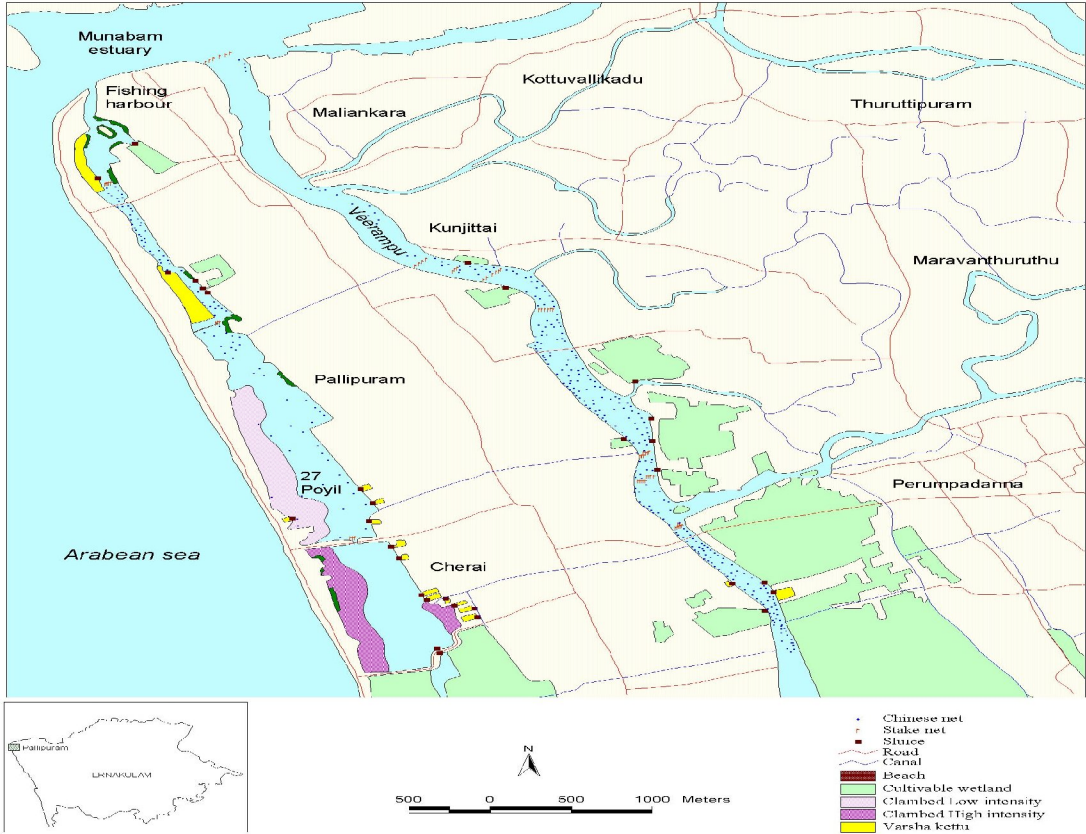 Munabam
estuary
Fishing
harbour
Kottuvallikadu
Maliankara
Thuruttipuram
Veerampu
Kunjittai
Maravanthuruthu
Pallipuram
27
Poyil
Perumpadanna
Arabean sea
Cherai
Pallipuram
ERNAKULAM
N
500 0 500 1000 Meters
Chinese net
Stake net
Sluice
Road
Canal
Beach
Cultivable wetland
Clambed Low intensity
Clambed High intensity
Varsha kettu